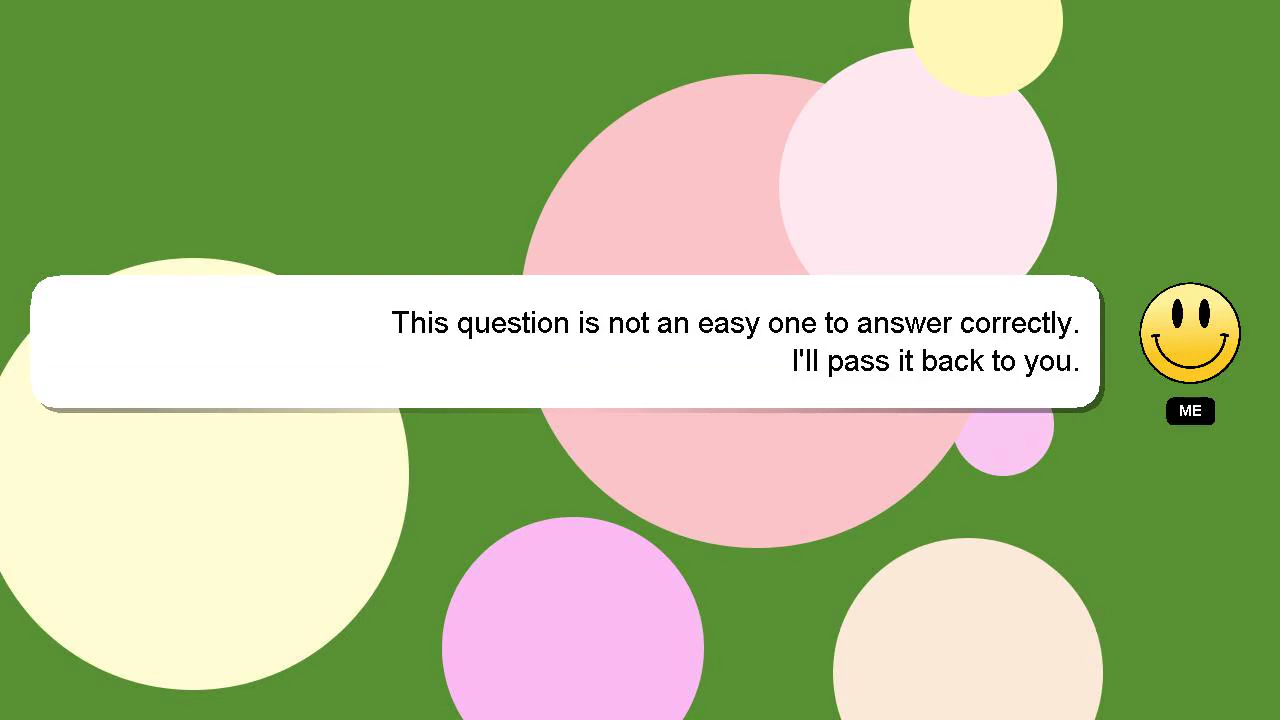 This question is not an easy one to answer correctly.
I'll pass it back to you.
ME